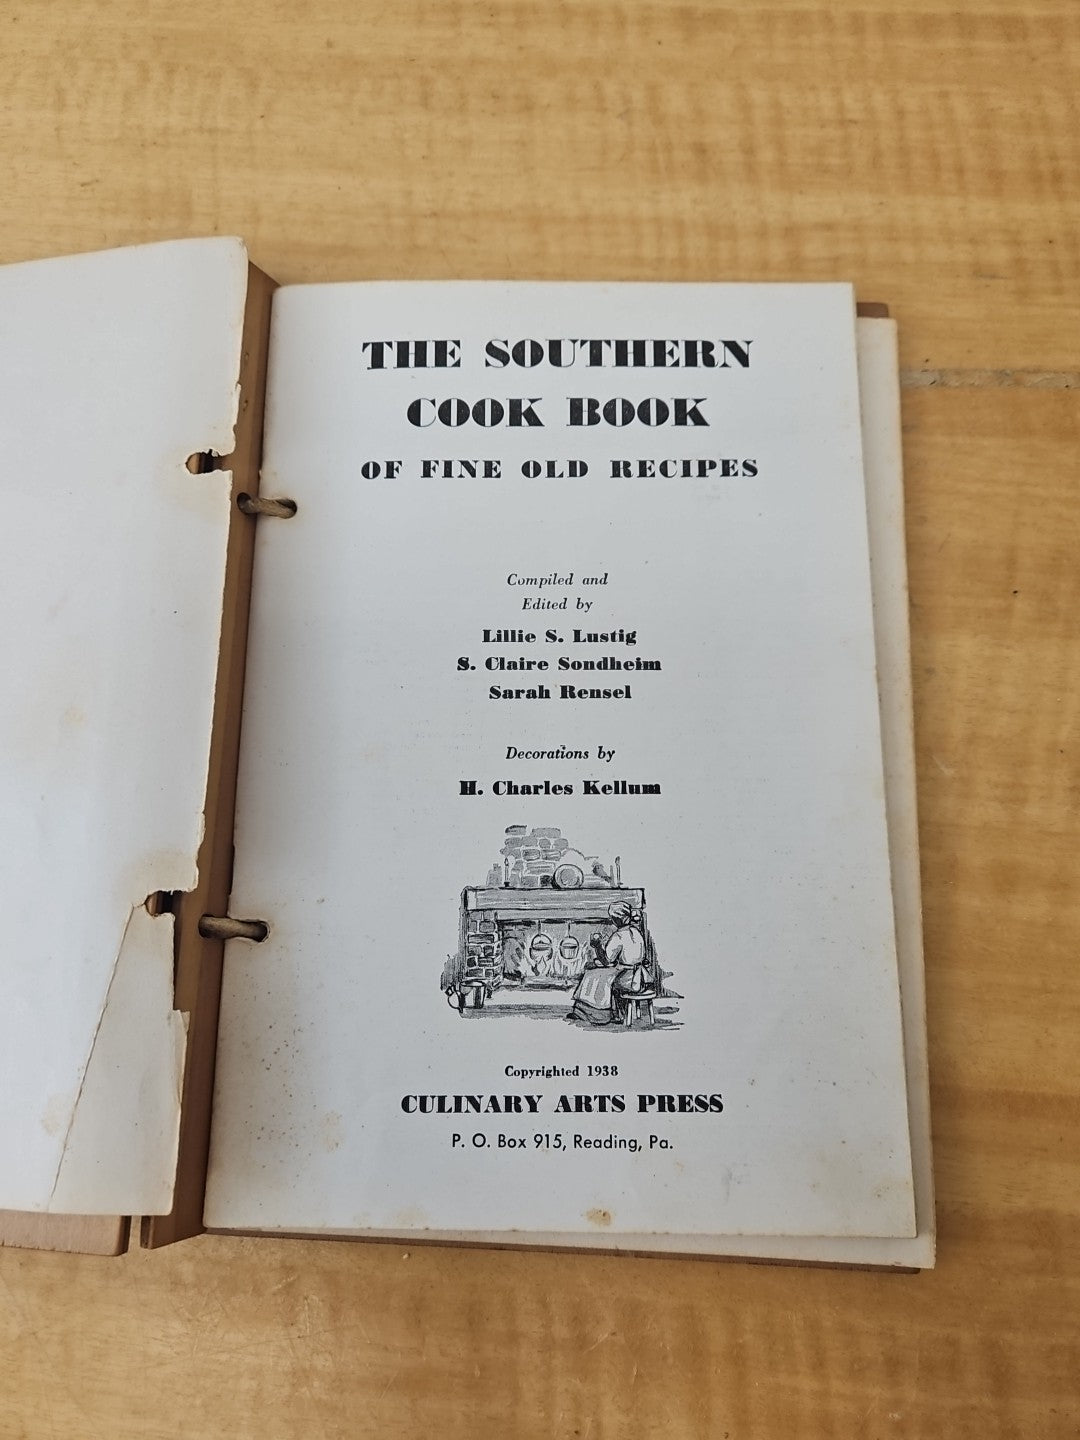 THE SOUTHERN
COOK BOOK
OF FINE OLD RECIPES
Compiled and
Edited by
Lillie S. Lustig
S. Claire Sondheim
Sarah Rensel
Decorations by
H. Charles Kellum
Copyrighted 1938
CULINARY ARTS PRESS
P. O. Box 915, Reading, Pa.